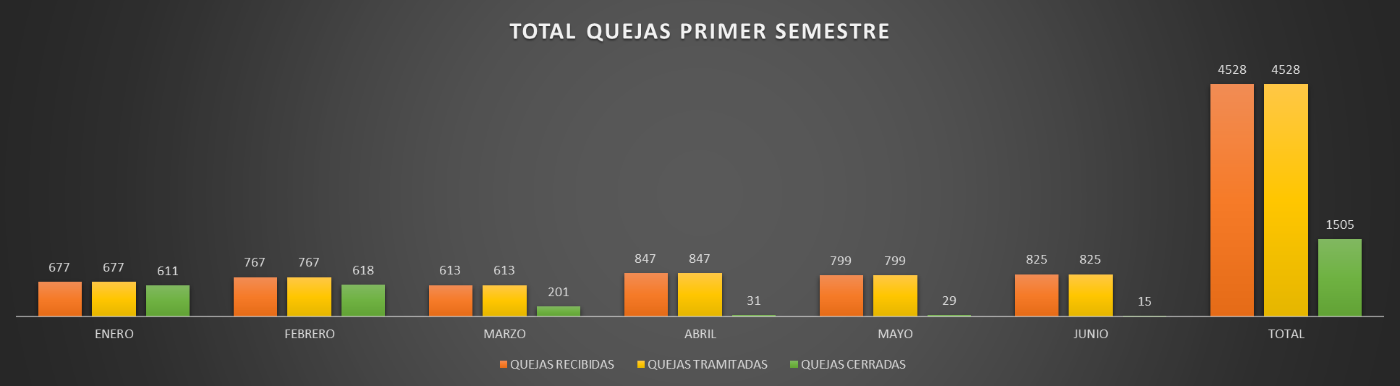 TOTAL QUEJAS PRIMER SEMESTRE
677 677 611
767 767 618
613 613 201
847 847 31
799 799 29
825 825 15
4528 4528 1505
ENERO FEBRERO MARZO ABRIL MAYO JUNIO TOTAL
QUEJAS RECIBIDAS QUEJAS TRAMITADAS QUEJAS CERRADAS